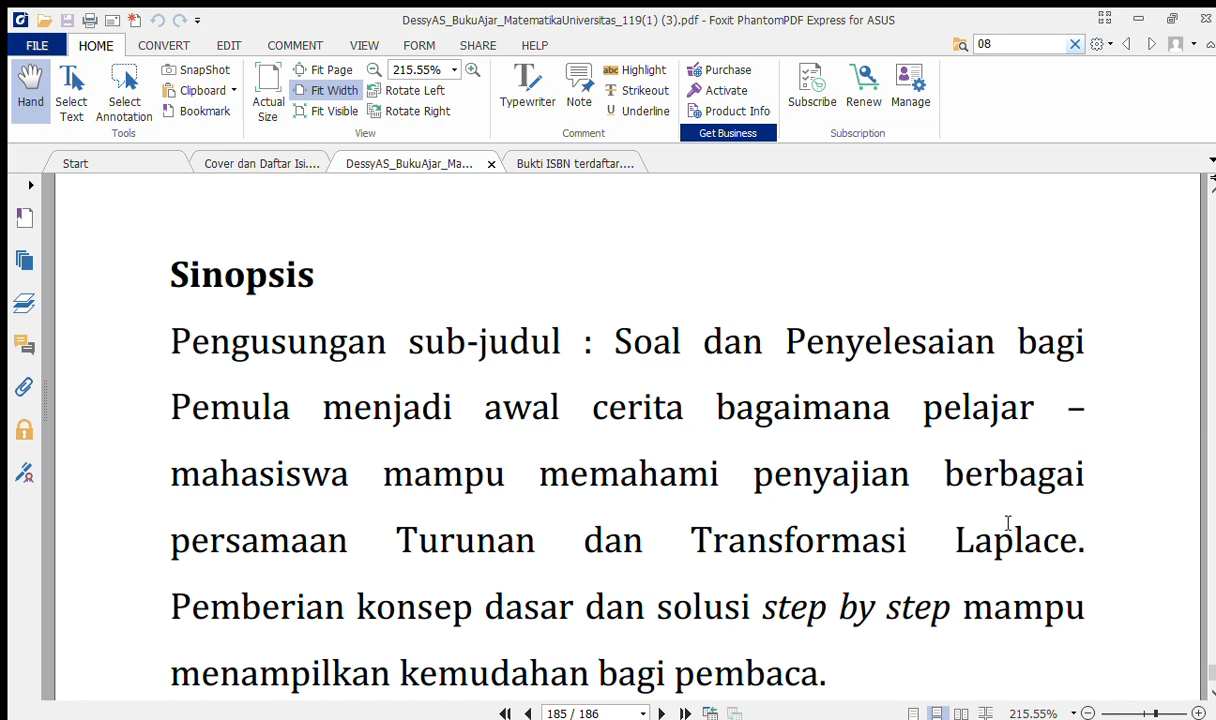 DessyAS_BukuAjar_MatematikaUniversitas_119(1) (3).pdf - Foxit PhantomPDF Express for ASUS
FILE HOME CONVERT EDIT COMMENT VIEW FORM SHARE HELP 08
Hand
Select Text
Select Annotation
SnapShot
Clipboard
Bookmark
Tools
Actual Size
Fit Page
Fit Width
Fit Visible
215.55%
Rotate Left
Rotate Right
View
Typewriter
Note
abc Highlight
Strikeout
U Underline
Comment
Purchase
Activate
Product Info
Get Business
Subscribe
Renew
Manage
Subscription
Start Cover dan Daftar Isi.... DessyAS_BukuAjar_Ma... Bukti ISBN terdaftar....
Sinopsis
Pengusungan sub-judul : Soal dan Penyelesaian bagi
Pemula menjadi awal cerita bagaimana pelajar –
mahasiswa mampu memahami penyajian berbagai
persamaan Turunan dan Transformasi Laplace.
Pemberian konsep dasar dan solusi step by step mampu
menampilkan kemudahan bagi pembaca.
185 / 186 215.55%